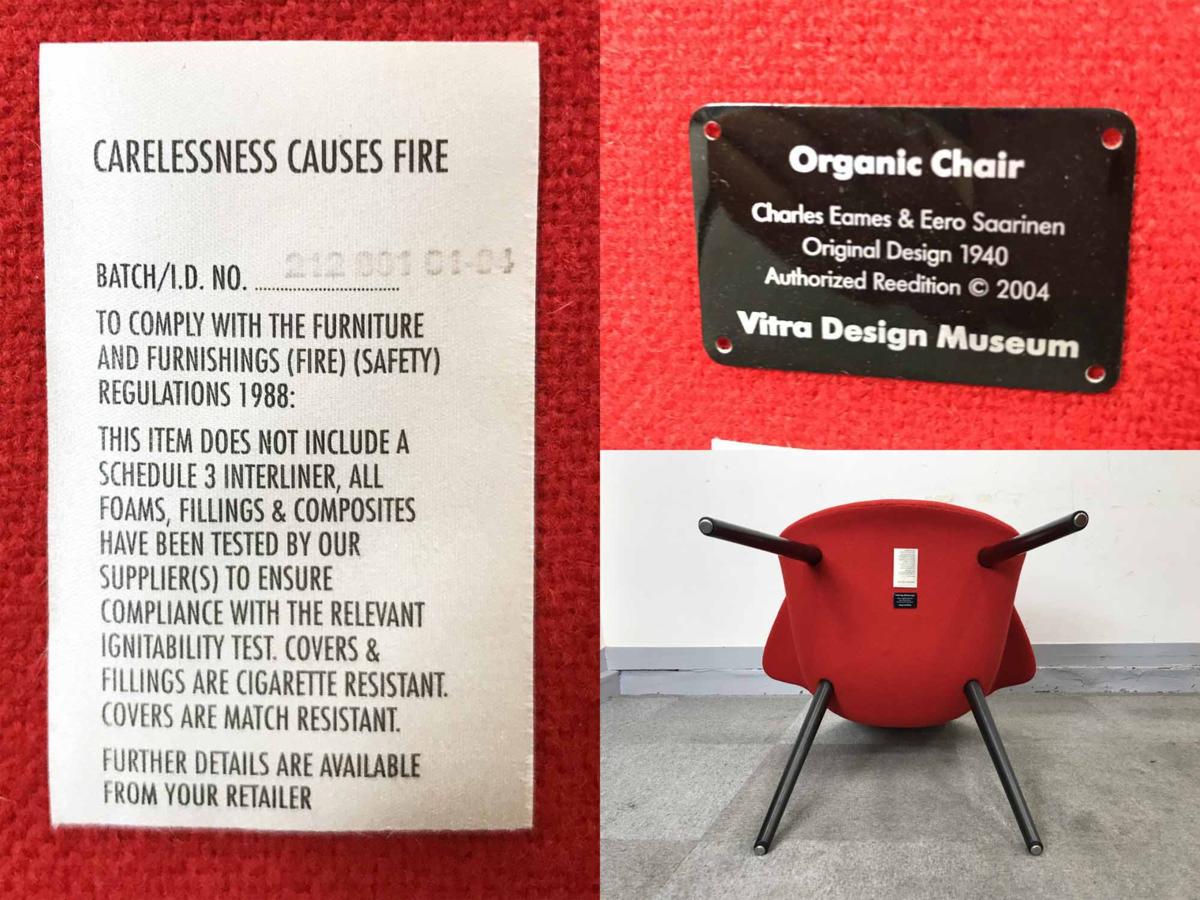 CARELESSNESS CAUSES FIRE
BATCH/I.D. NO.
TO COMPLY WITH THE FURNITURE
AND FURNISHINGS (FIRE) (SAFETY)
REGULATIONS 1988:
THIS ITEM DOES NOT INCLUDE A
SCHEDULE 3 INTERLINER, ALL
FOAMS, FILLINGS & COMPOSITES
HAVE BEEN TESTED BY OUR
SUPPLIER(S) TO ENSURE
COMPLIANCE WITH THE RELEVANT
IGNITABILITY TEST. COVERS &
FILLINGS ARE CIGARETTE RESISTANT.
COVERS ARE MATCH RESISTANT.
FURTHER DETAILS ARE AVAILABLE
FROM YOUR RETAILER
Organic Chair
Charles Eames & Eero Saarinen
Original Design 1940
Authorized Reedition © 2004
Vitra Design Museum